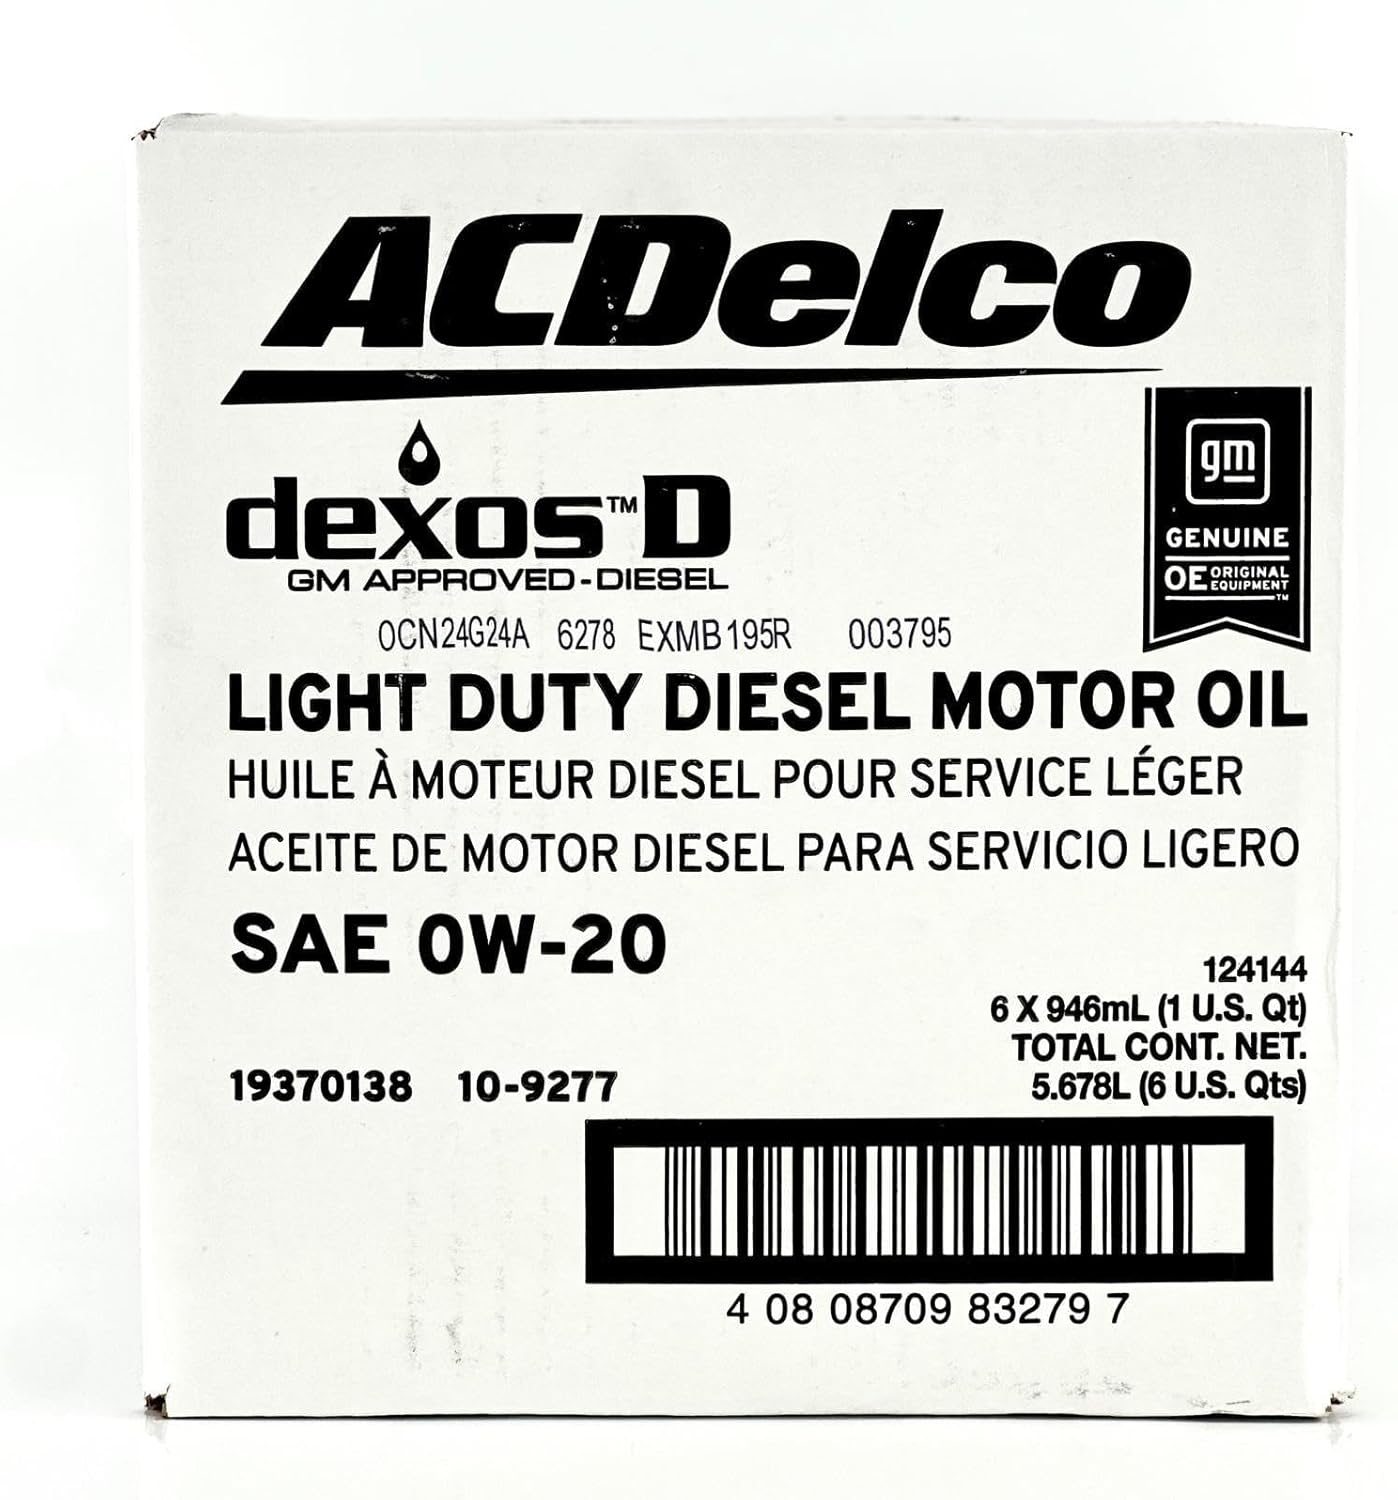 ACDelco
dexos™D
GM APPROVED-DIESEL
gm
GENUINE
OE ORIGINAL EQUIPMENT™
OCN24G24A 6278 EXMB195R 003795
LIGHT DUTY DIESEL MOTOR OIL
HUILE À MOTEUR DIESEL POUR SERVICE LÉGER
ACEITE DE MOTOR DIESEL PARA SERVICIO LIGERO
SAE 0W-20
124144
6 X 946mL (1 U.S. Qt)
TOTAL CONT. NET.
5.678L (6 U.S. Qts)
19370138 10-9277
4 08 08709 83279 7